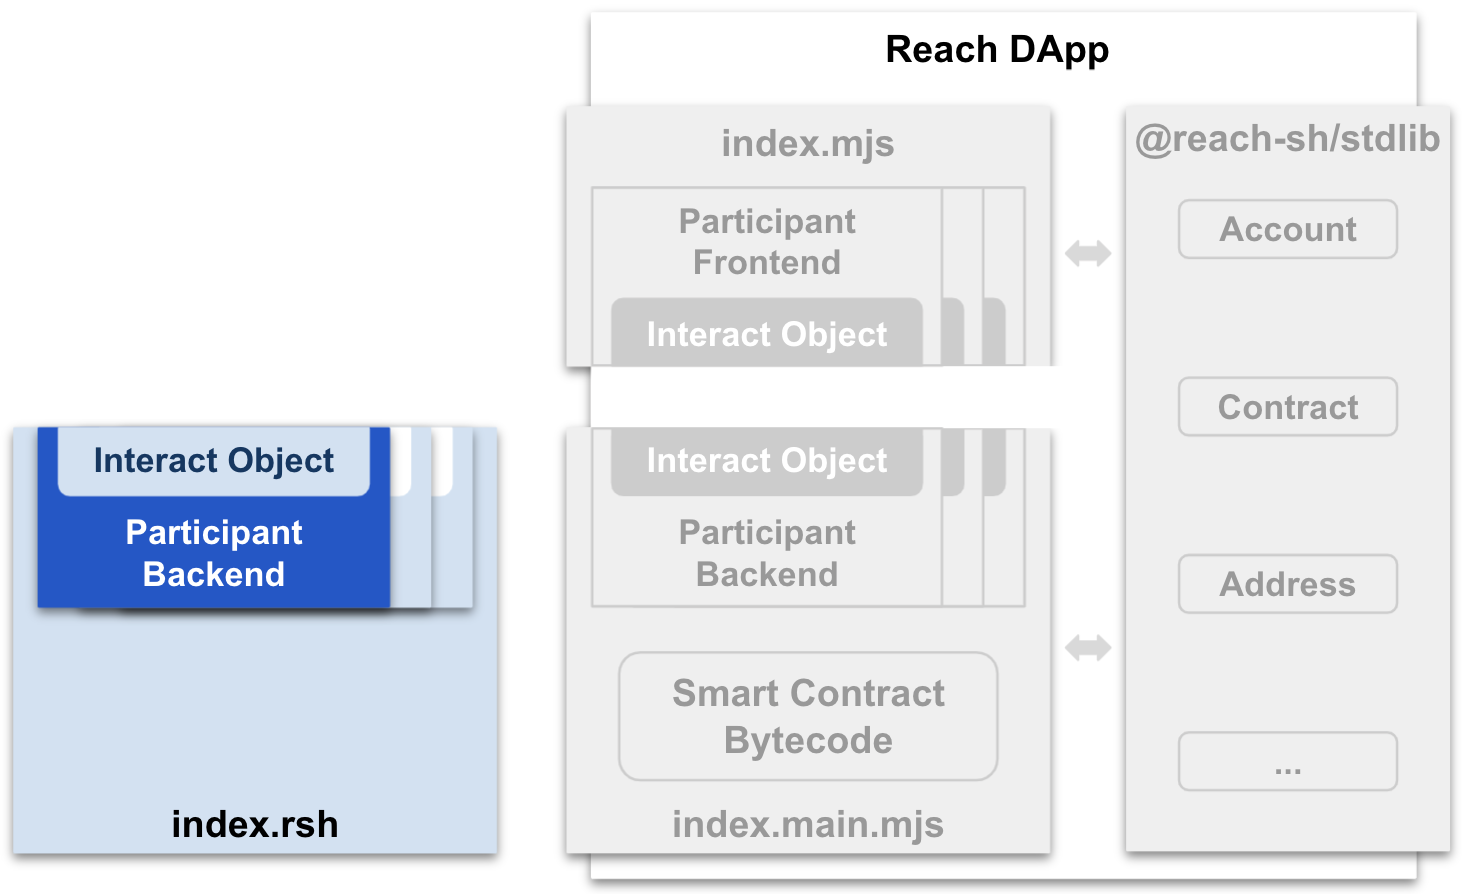 Reach DApp
index.mjs
Participant
Frontend
Interact Object
@reach-sh/stdlib
Account
Contract
Address
...
Interact Object
Participant
Backend
index.rsh
Interact Object
Participant
Backend
Smart Contract
Bytecode
index.main.mjs